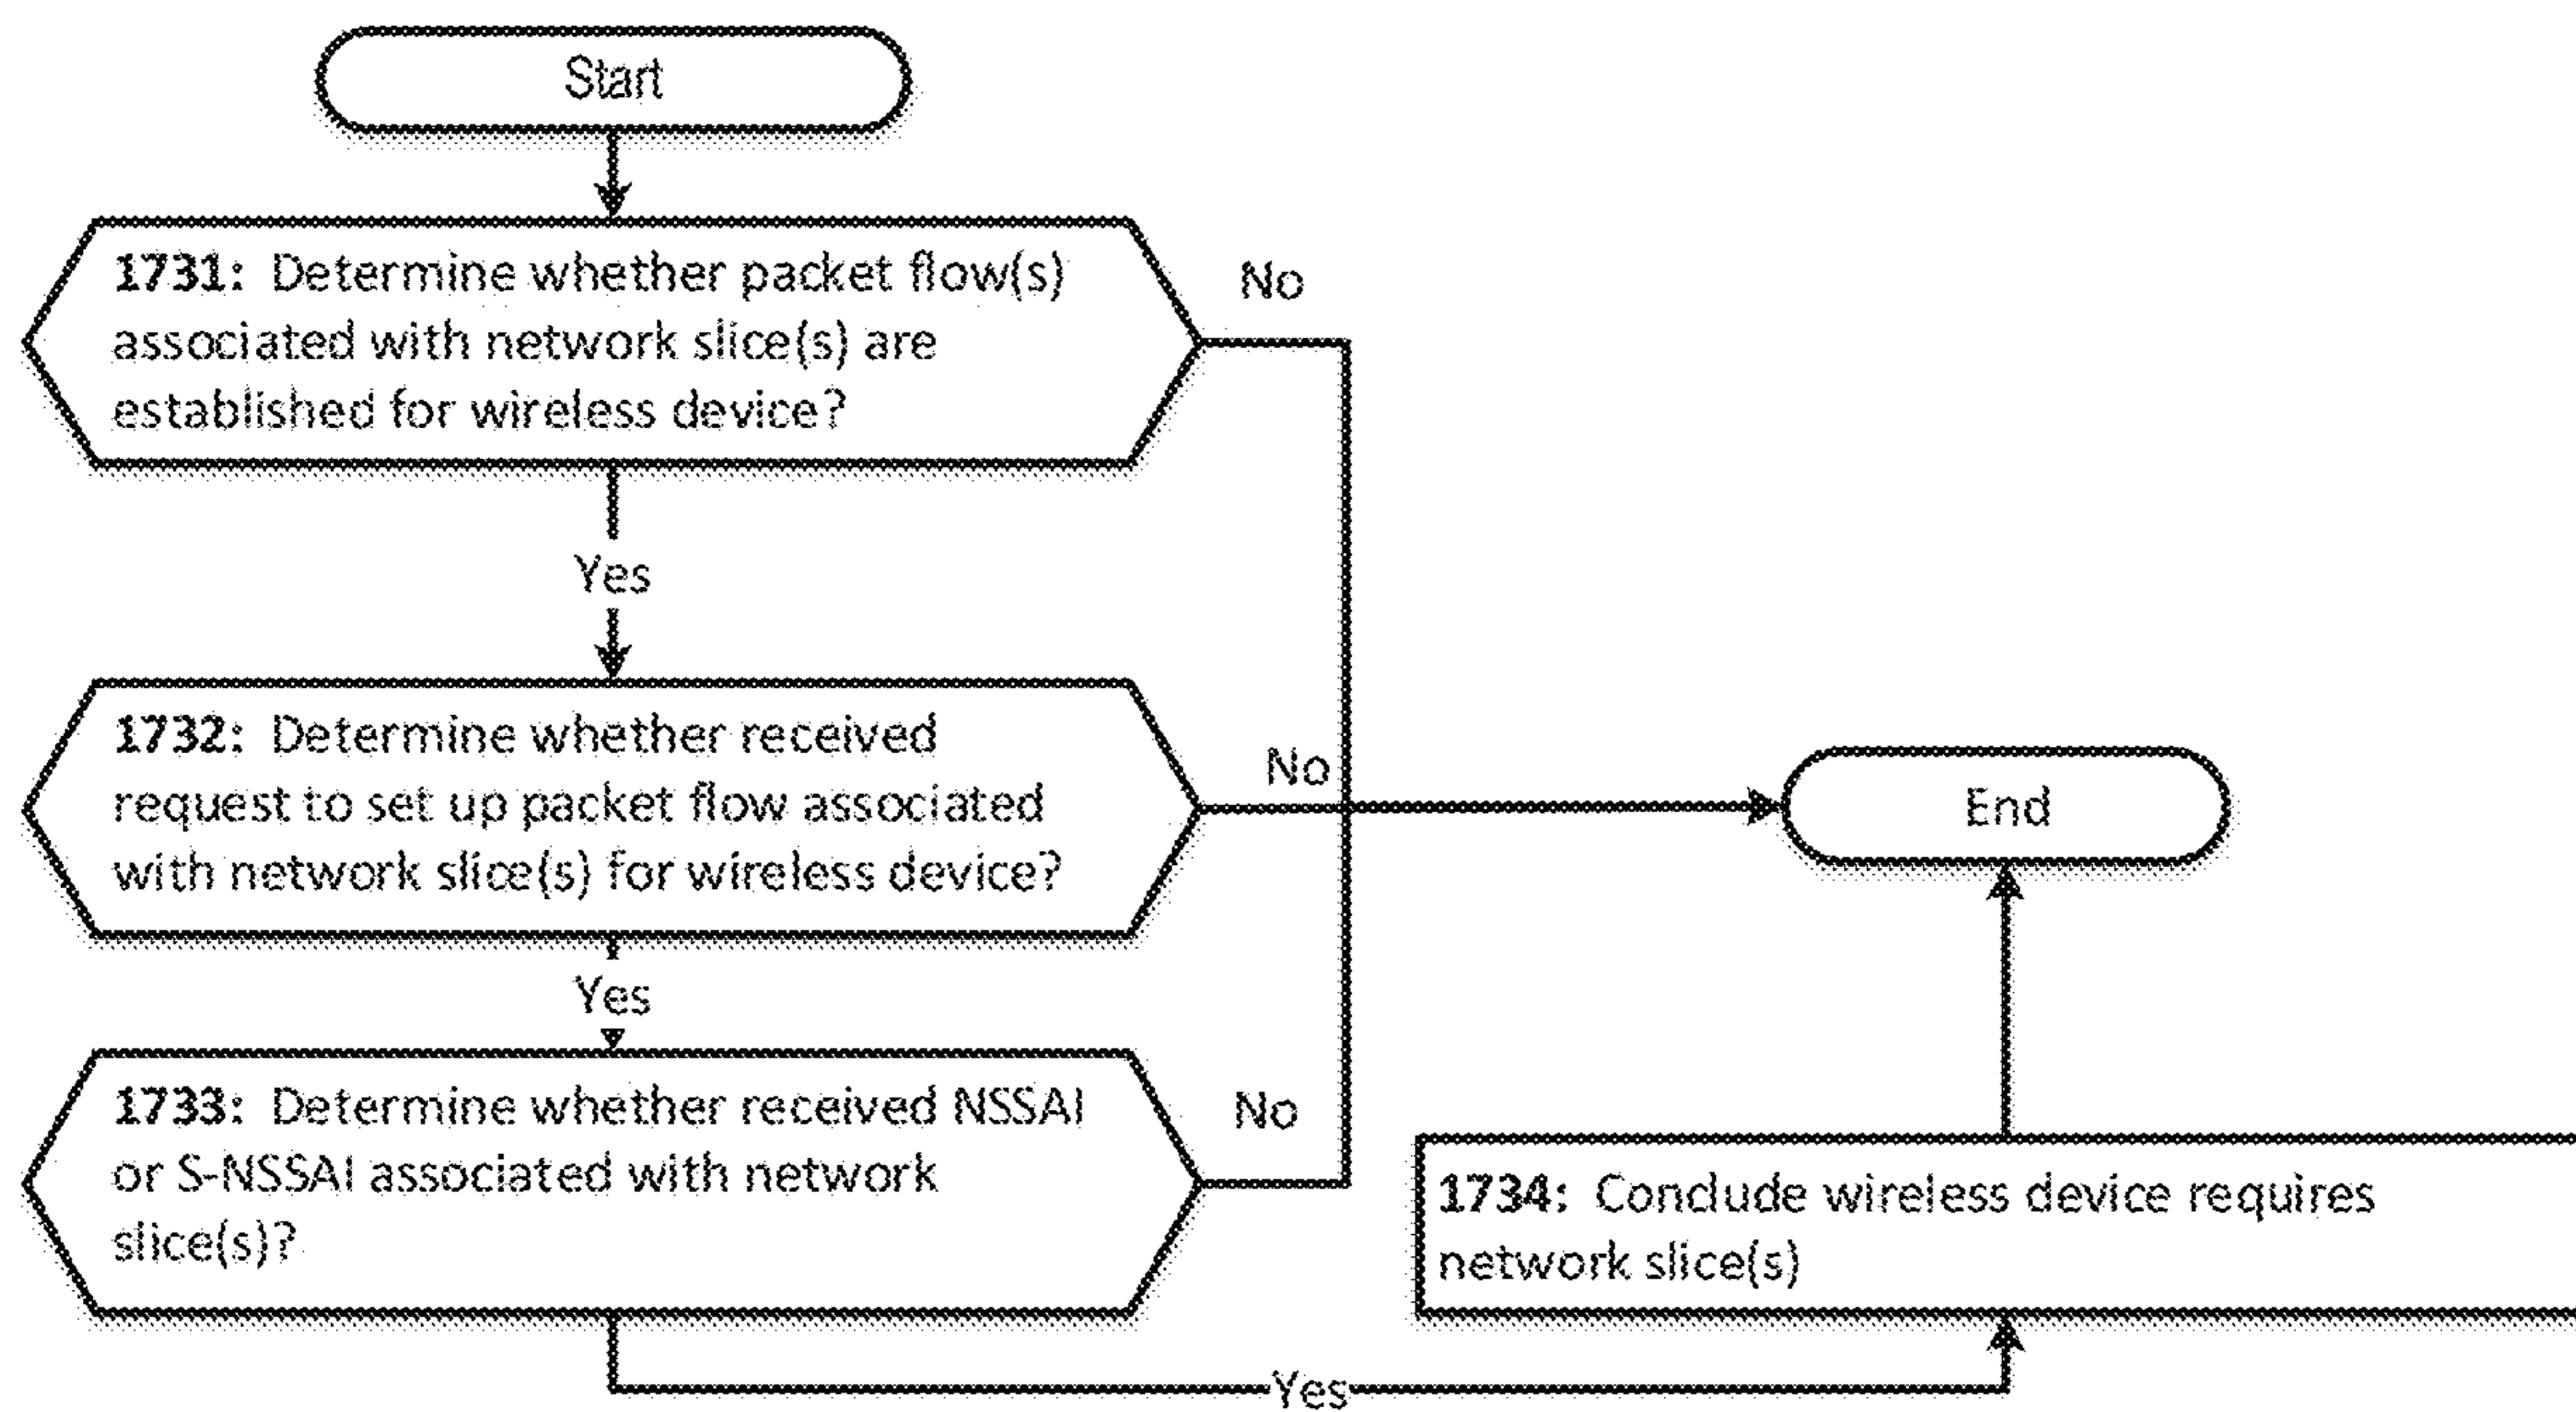 Start
1731: Determine whether packet flow(s)
associated with network slice(s) are
established for wireless device?
No
Yes
1732: Determine whether received
request to set up packet flow associated
with network slice(s) for wireless device?
No
End
Yes
1733: Determine whether received NSSAI
or S-NSSAI associated with network
slice(s)?
No
1734: Conclude wireless device requires
network slice(s)
Yes